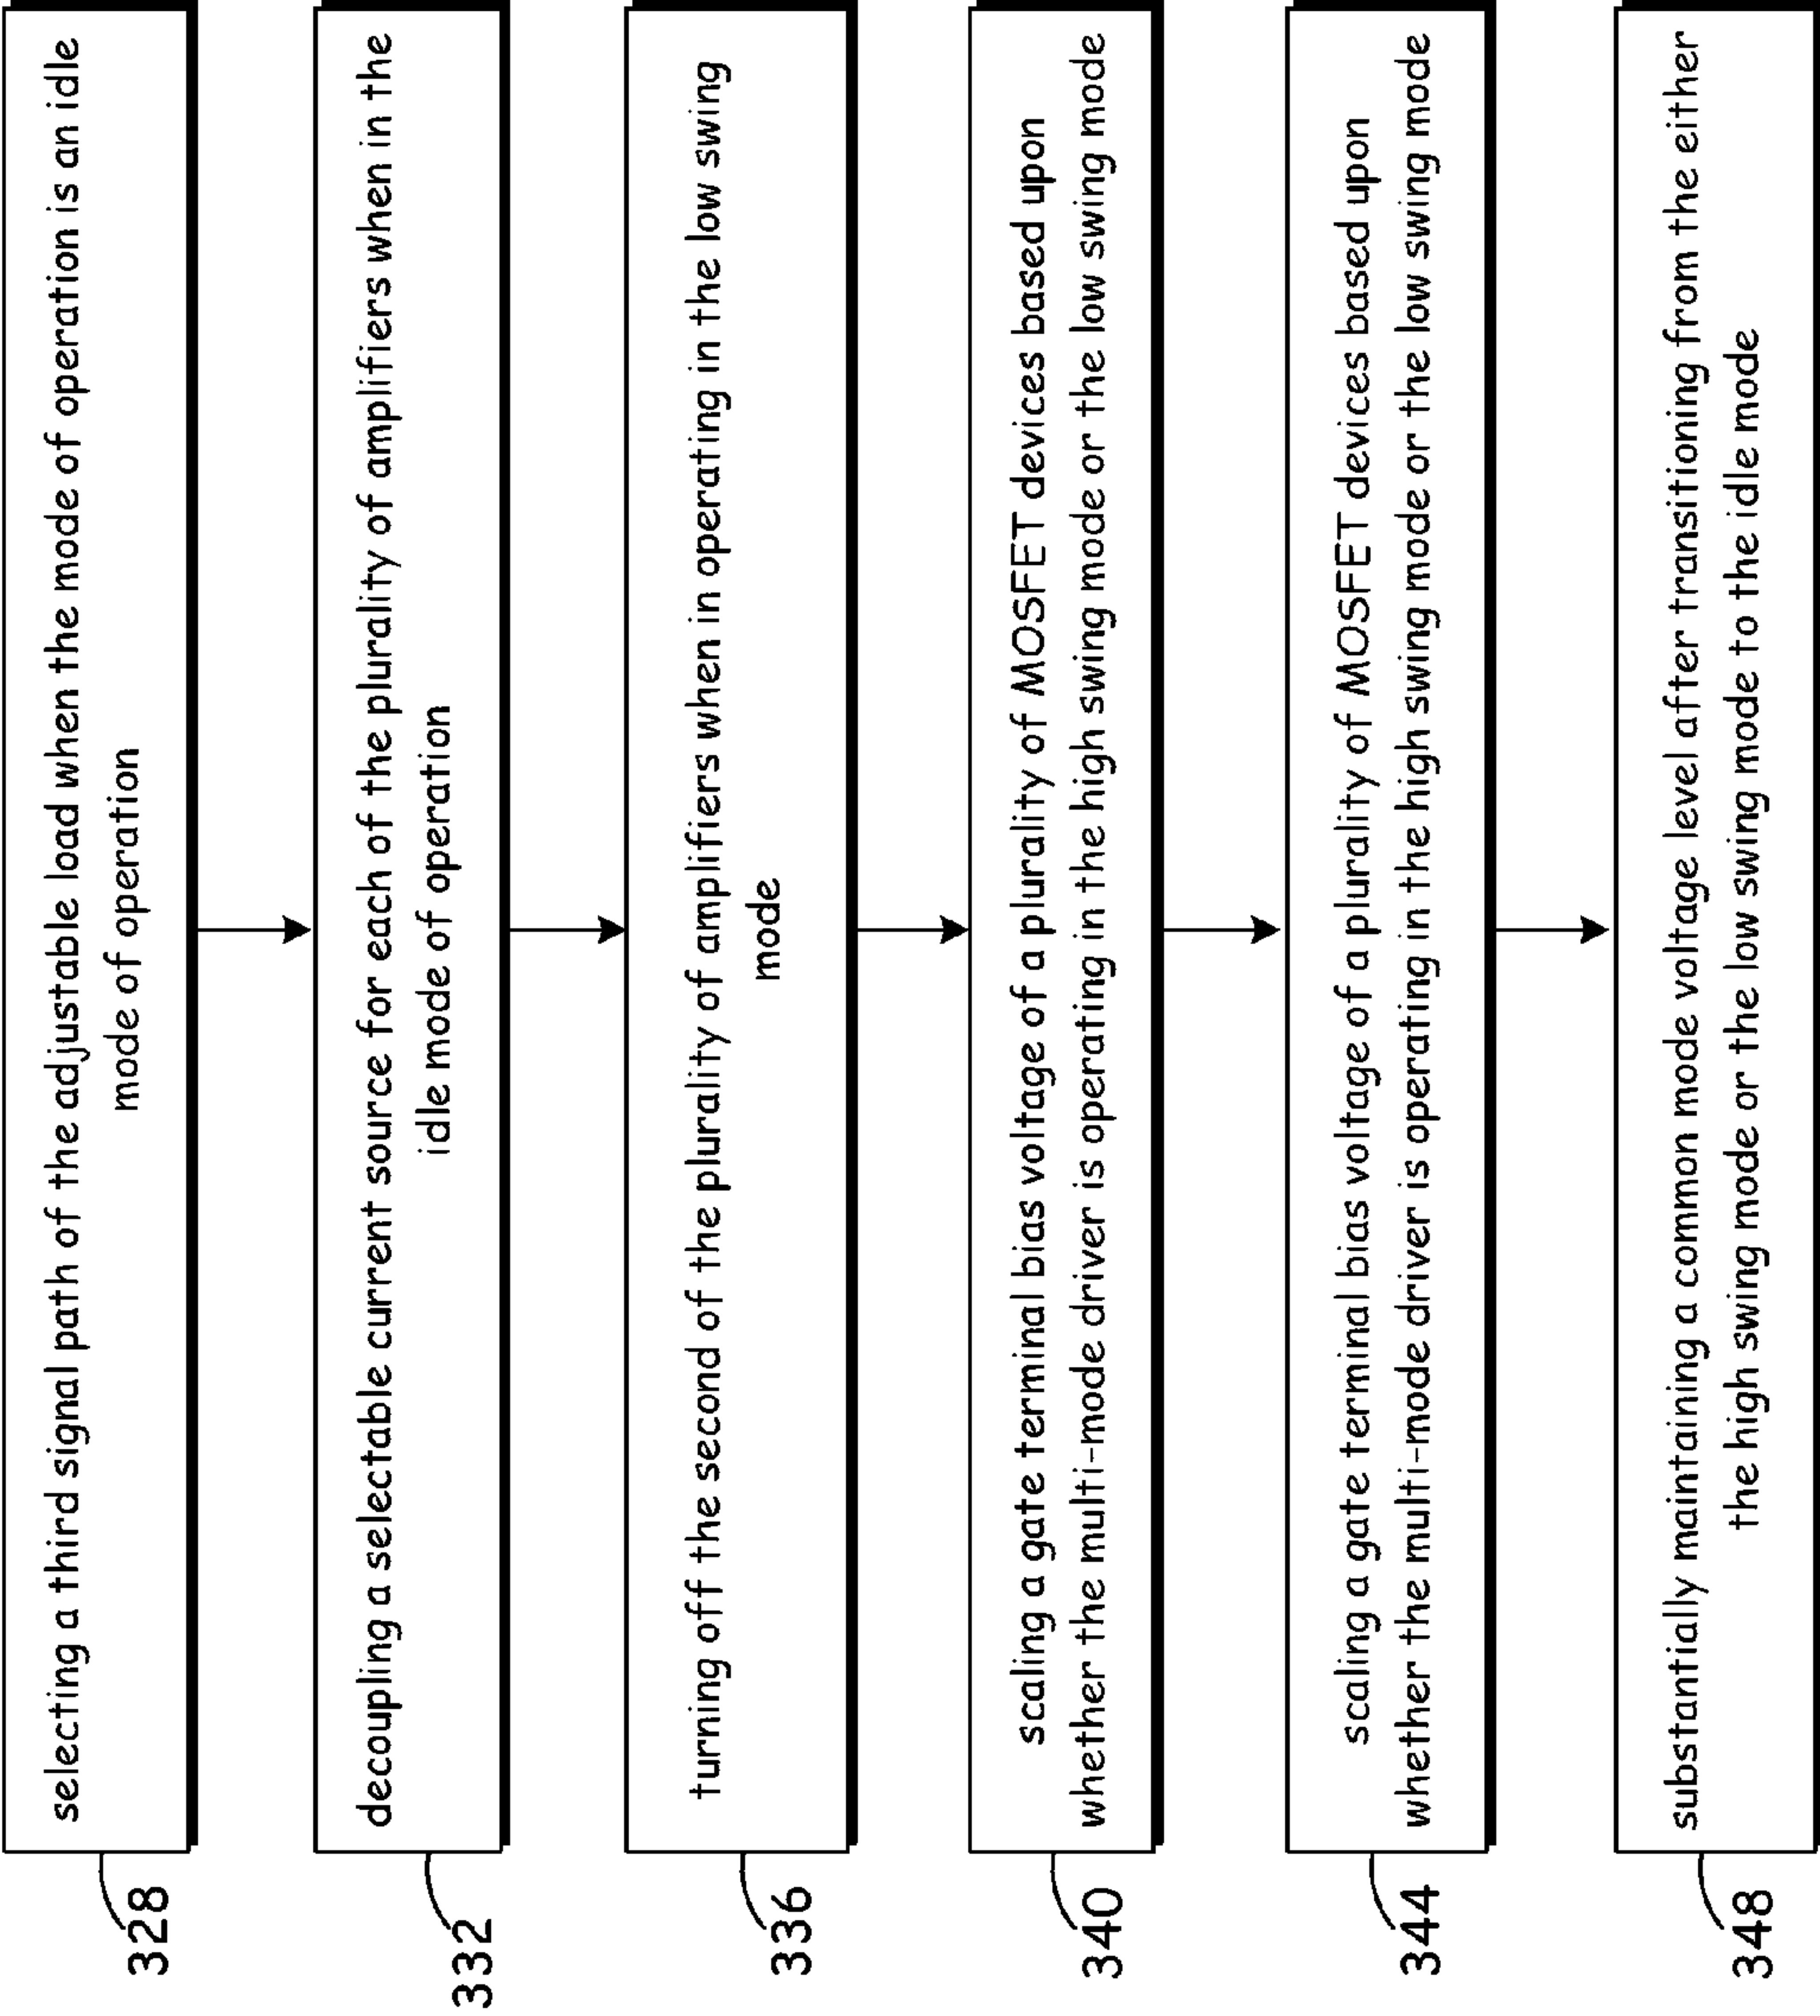 selecting a third signal path of the adjustable load when the mode of operation is an idle
mode of operation
328
decoupling a selectable current source for each of the plurality of amplifiers when in the
idle mode of operation
332
turning off the second of the plurality of amplifiers when in operating in the low swing
mode
336
scaling a gate terminal bias voltage of a plurality of MOSFET devices based upon
whether the multi-mode driver is operating in the high swing mode or the low swing mode
340
scaling a gate terminal bias voltage of a plurality of MOSFET devices based upon
whether the multi-mode driver is operating in the high swing mode or the low swing mode
344
substantially maintaining a common mode voltage level after transitioning from the either
the high swing mode or the low swing mode to the idle mode
348